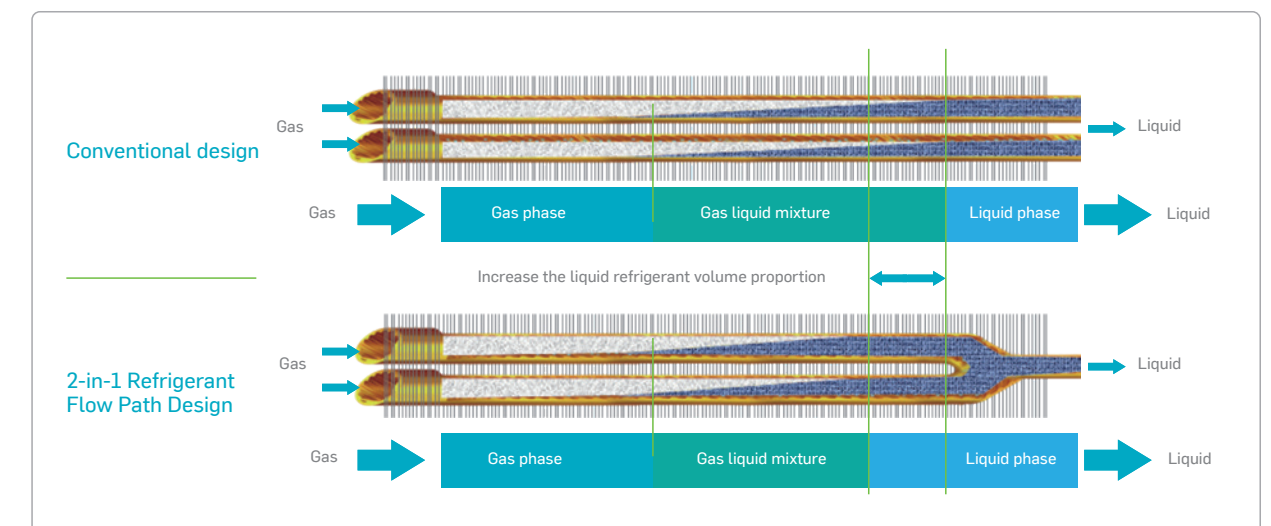 Gas
Liquid
Conventional design
Gas
Gas phase
Gas liquid mixture
Liquid phase
Liquid
Increase the liquid refrigerant volume proportion
Gas
Liquid
2-in-1 Refrigerant
Flow Path Design
Gas
Gas phase
Gas liquid mixture
Liquid phase
Liquid